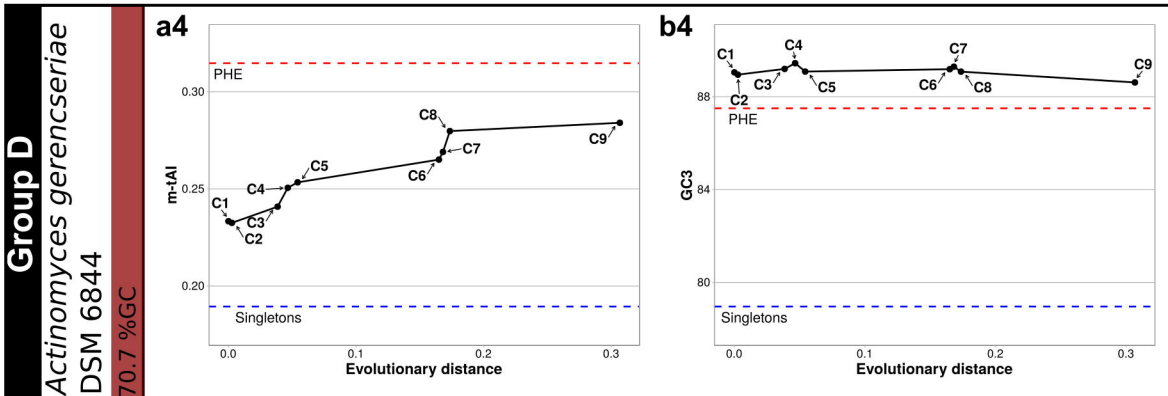 Group D
Actinomyces gerencseriae
DSM 6844
70.7 %GC
a4
m-tAI
0.30
0.25
0.20
PHE
C1
C2
C3
C4
C5
C6
C7
C8
C9
Singletons
0.0 0.1 0.2 0.3
Evolutionary distance
b4
GC3
88
84
80
C1
C2
C3
C4
C5
C6
C7
C8
C9
PHE
Singletons
0.0 0.1 0.2 0.3
Evolutionary distance